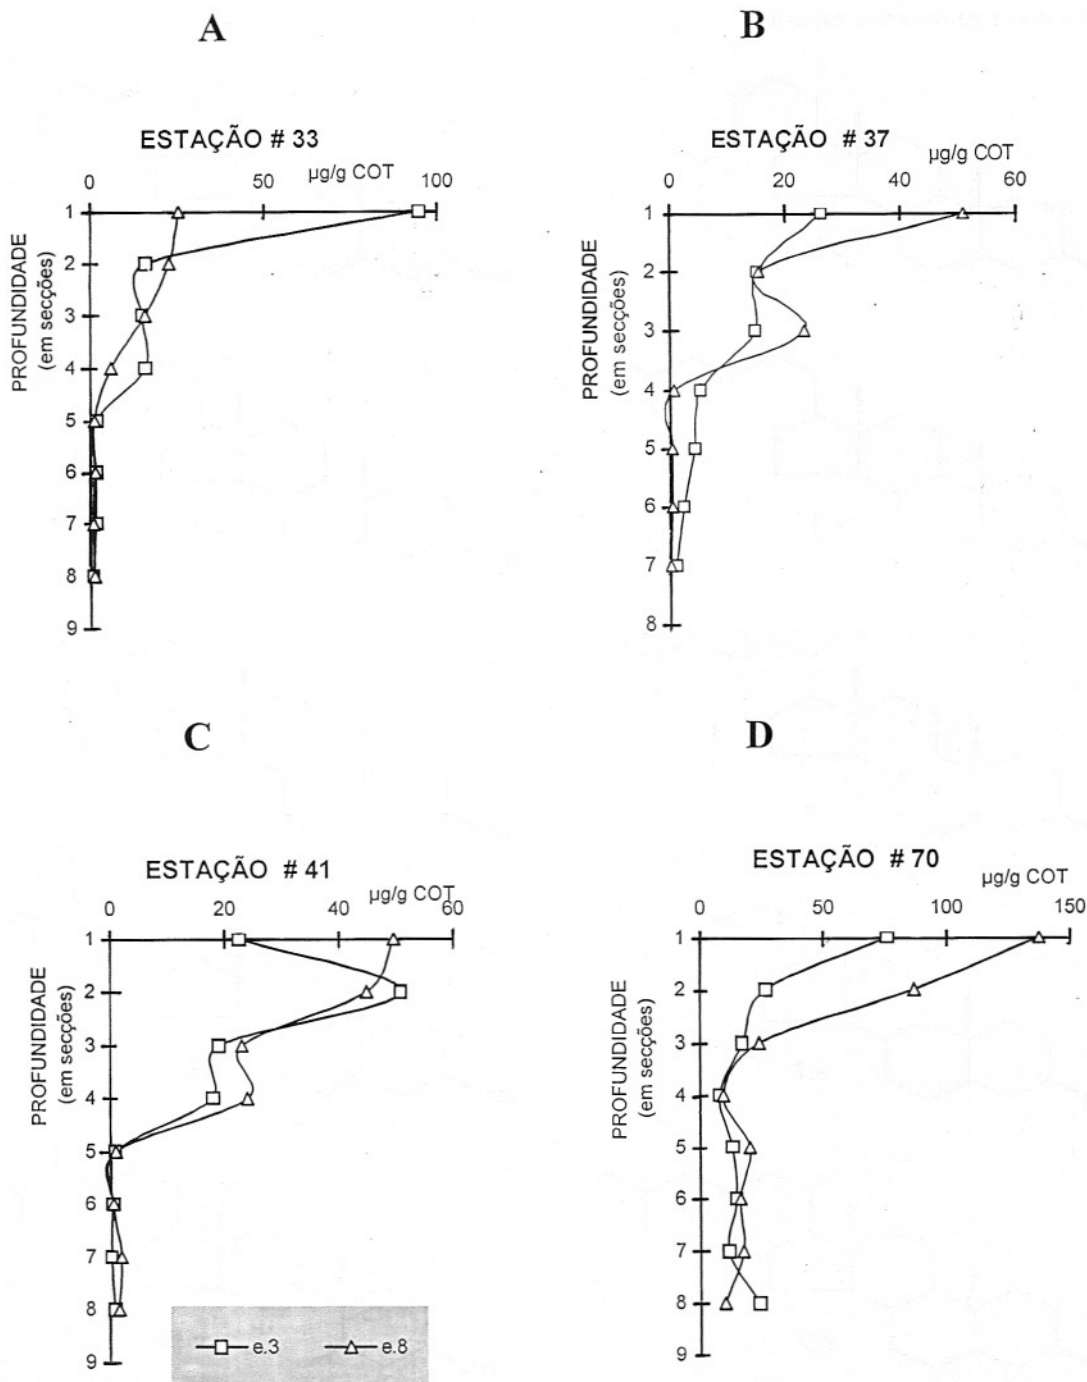 A
ESTAÇÃO # 33
µg/g COT
0 50 100
PROFUNDIDADE
(em secções)
1
2
3
4
5
6
7
8
9
B
ESTAÇÃO # 37
µg/g COT
0 20 40 60
PROFUNDIDADE
(em secções)
1
2
3
4
5
6
7
8
C
ESTAÇÃO # 41
µg/g COT
0 20 40 60
PROFUNDIDADE
(em secções)
1
2
3
4
5
6
7
8
9
e.3 e.8
D
ESTAÇÃO # 70
µg/g COT
0 50 100 150
PROFUNDIDADE
(em secções)
1
2
3
4
5
6
7
8
9